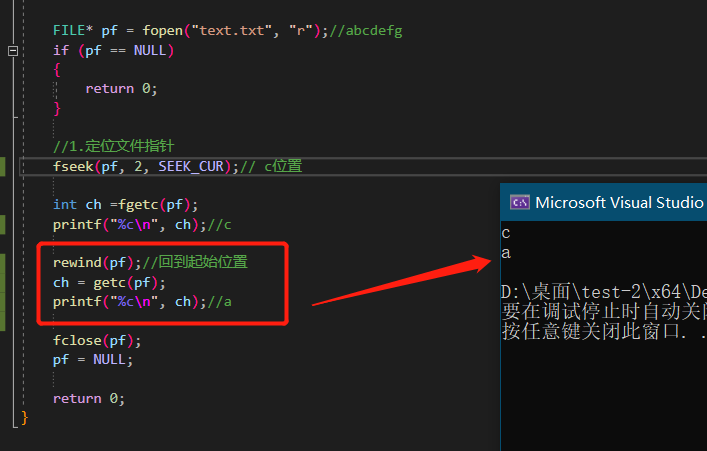 FILE* pf = fopen("text.txt", "r");//abcdefg
if (pf == NULL)
{
return 0;
}
//1.定位文件指针
fseek(pf, 2, SEEK_CUR);// c位置
int ch =fgetc(pf);
printf("%c\n", ch);//c
rewind(pf);//回到起始位置
ch = getc(pf);
printf("%c\n", ch);//a
fclose(pf);
pf = NULL;
return 0;
}
C:\ Microsoft Visual Studio
c
a
D:\桌面\test-2\x64\De
要在调试停止时自动关闭
按任意键关闭此窗口. .